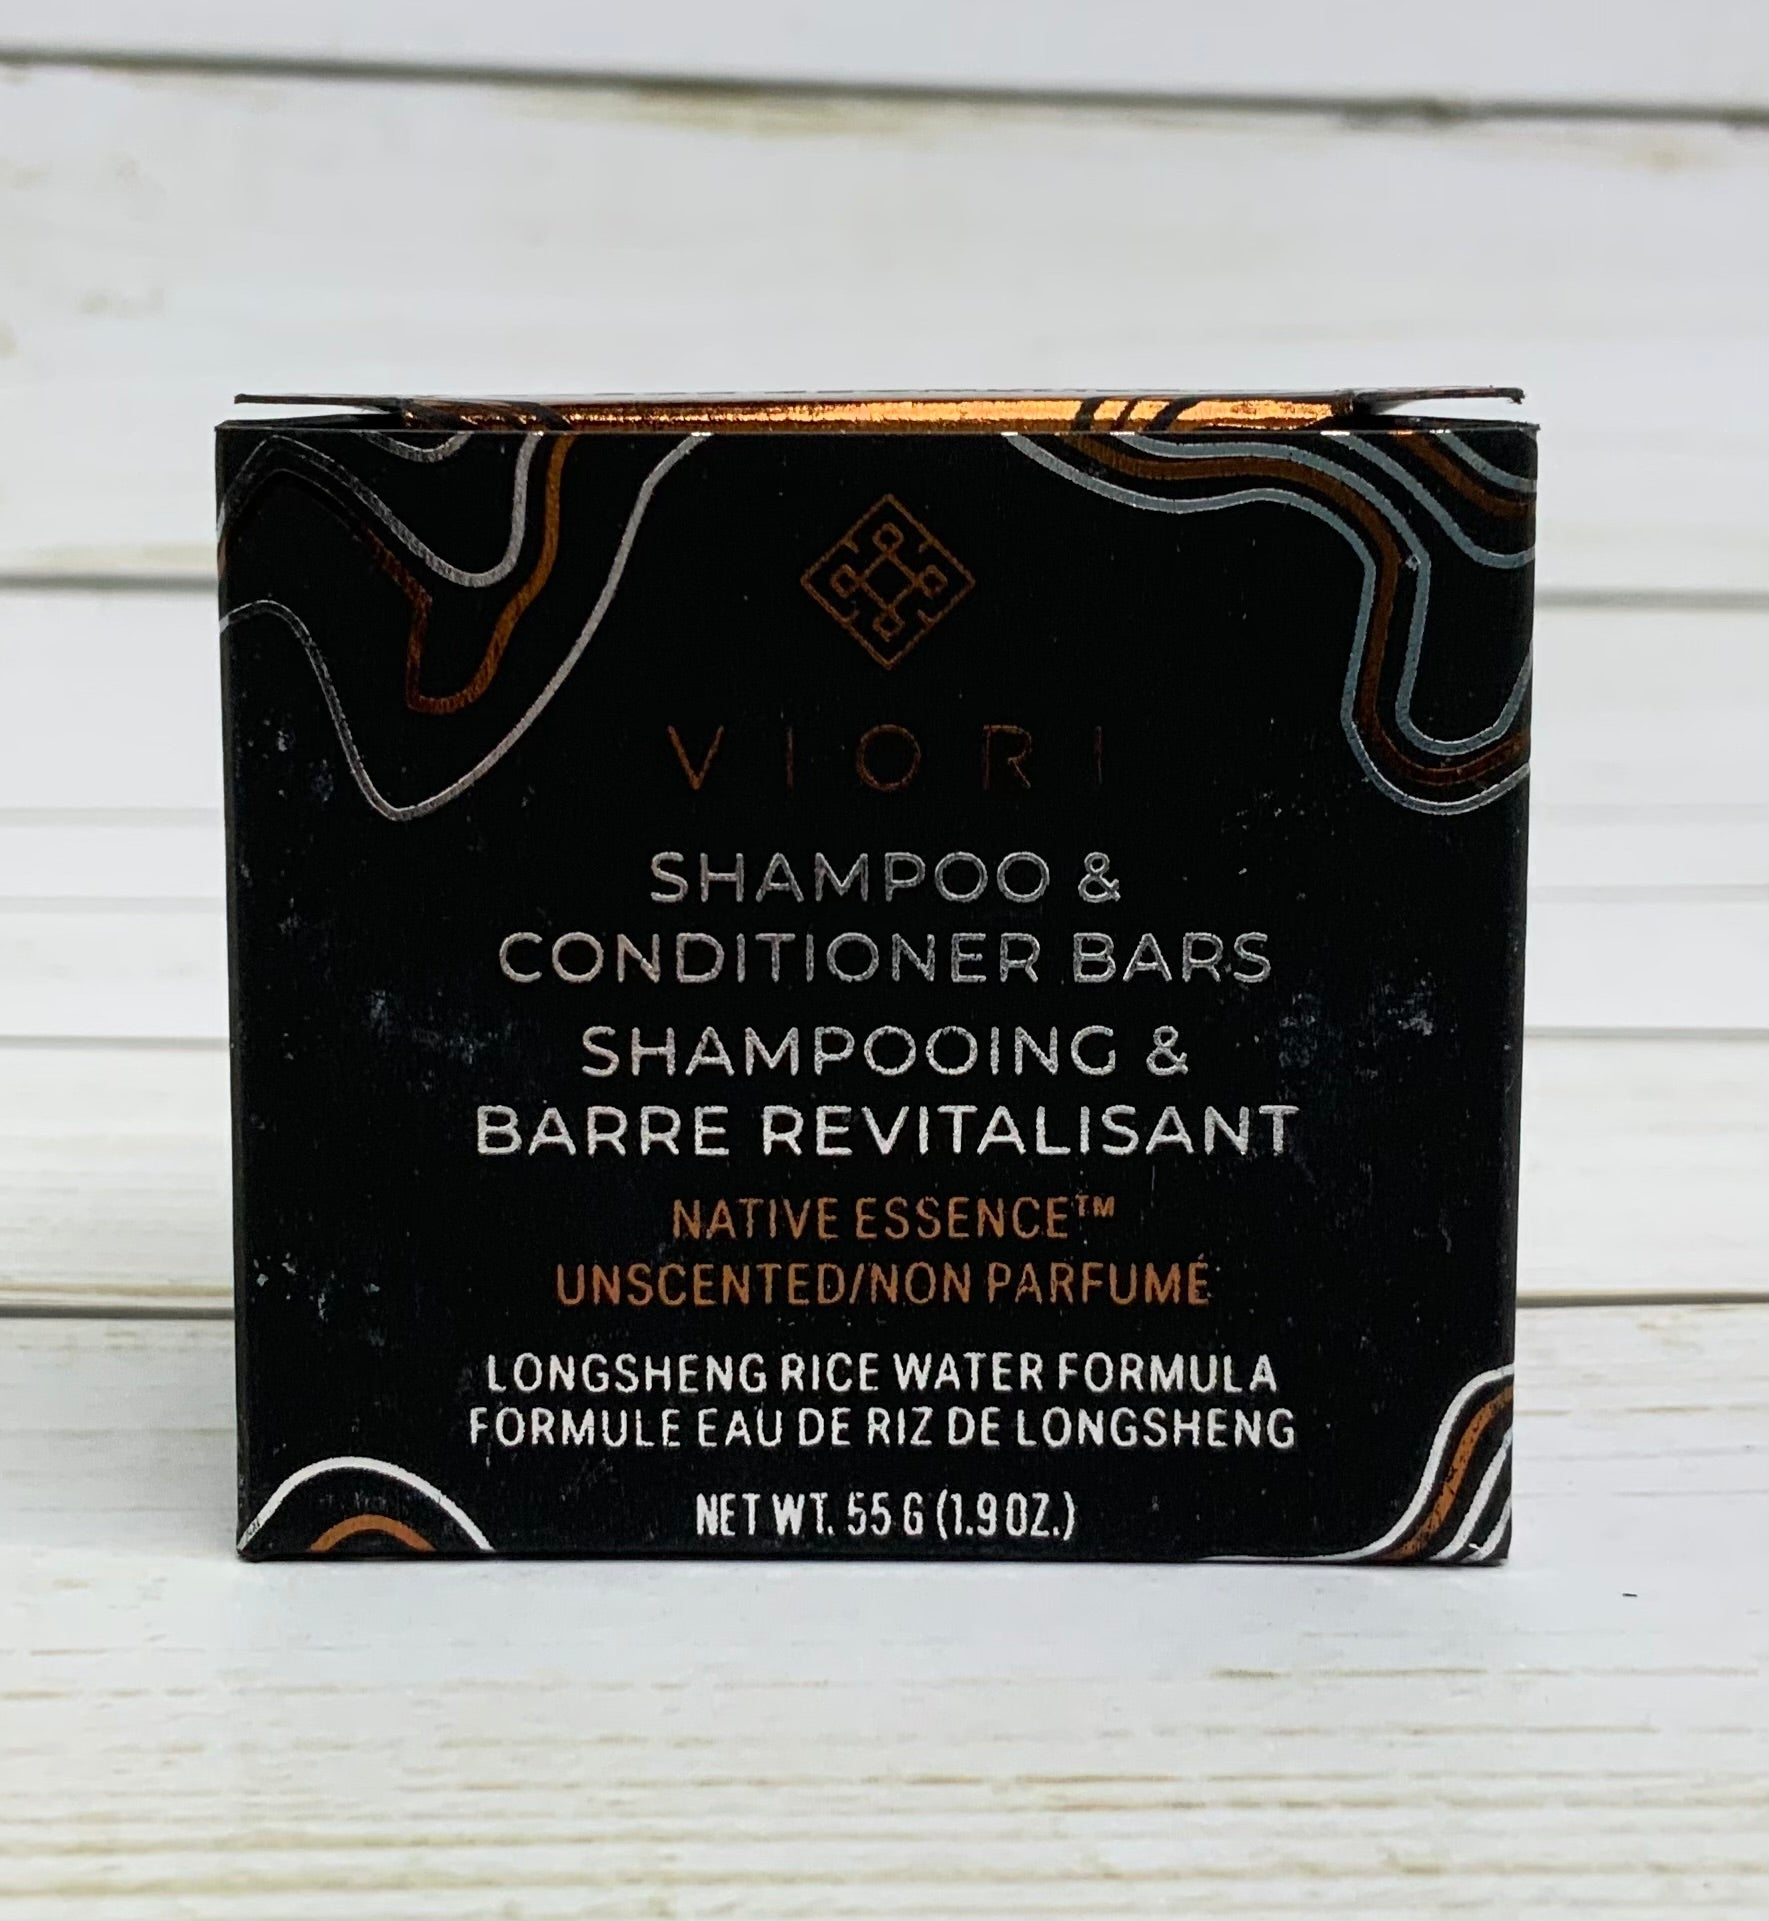 VIORI
SHAMPOO &
CONDITIONER BARS
SHAMPOOING &
BARRE REVITALISANT
NATIVE ESSENCE™
UNSCENTED/NON PARFUMÉ
LONGSHENG RICE WATER FORMULA
FORMULE EAU DE RIZ DE LONGSHENG
NET WT. 55 G (1.9 OZ.)